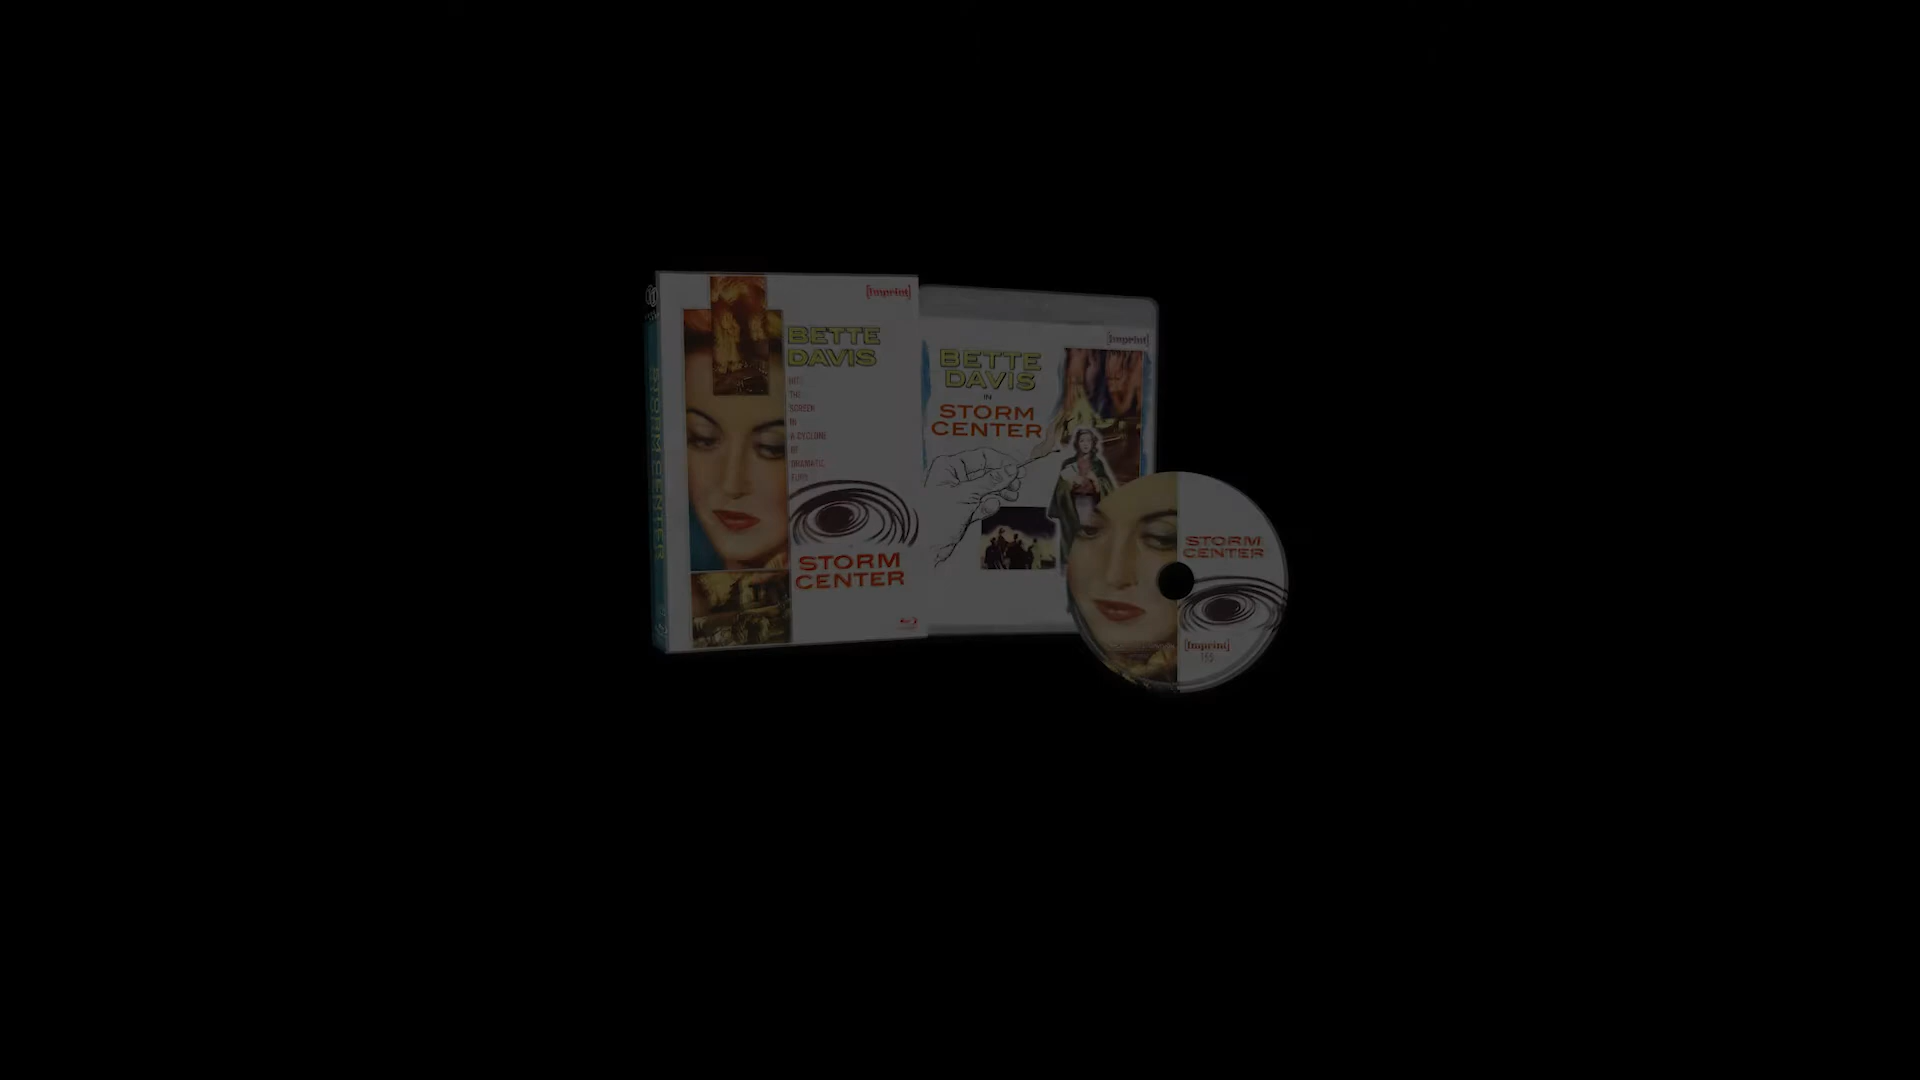 [Imprint]
BETTE
DAVIS
HITS
THE
SCREEN
IN
A CYCLONE
OF
DRAMATIC
FURY
STORM
CENTER
STORM CENTER
[Imprint]
BETTE
DAVIS
IN
STORM
CENTER
STORM
CENTER
[Imprint]